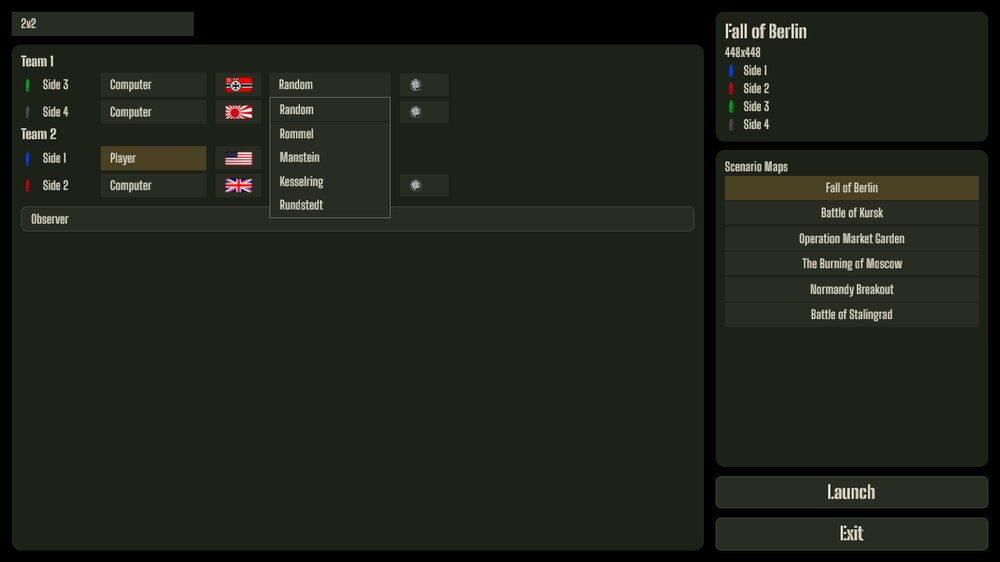 2v2
Team 1
Side 3 Computer Random
Side 4 Computer
Random
Rommel
Manstein
Kesselring
Rundstedt
Team 2
Side 1 Player
Side 2 Computer
Observer
Fall of Berlin
448x448
Side 1
Side 2
Side 3
Side 4
Scenario Maps
Fall of Berlin
Battle of Kursk
Operation Market Garden
The Burning of Moscow
Normandy Breakout
Battle of Stalingrad
Launch
Exit